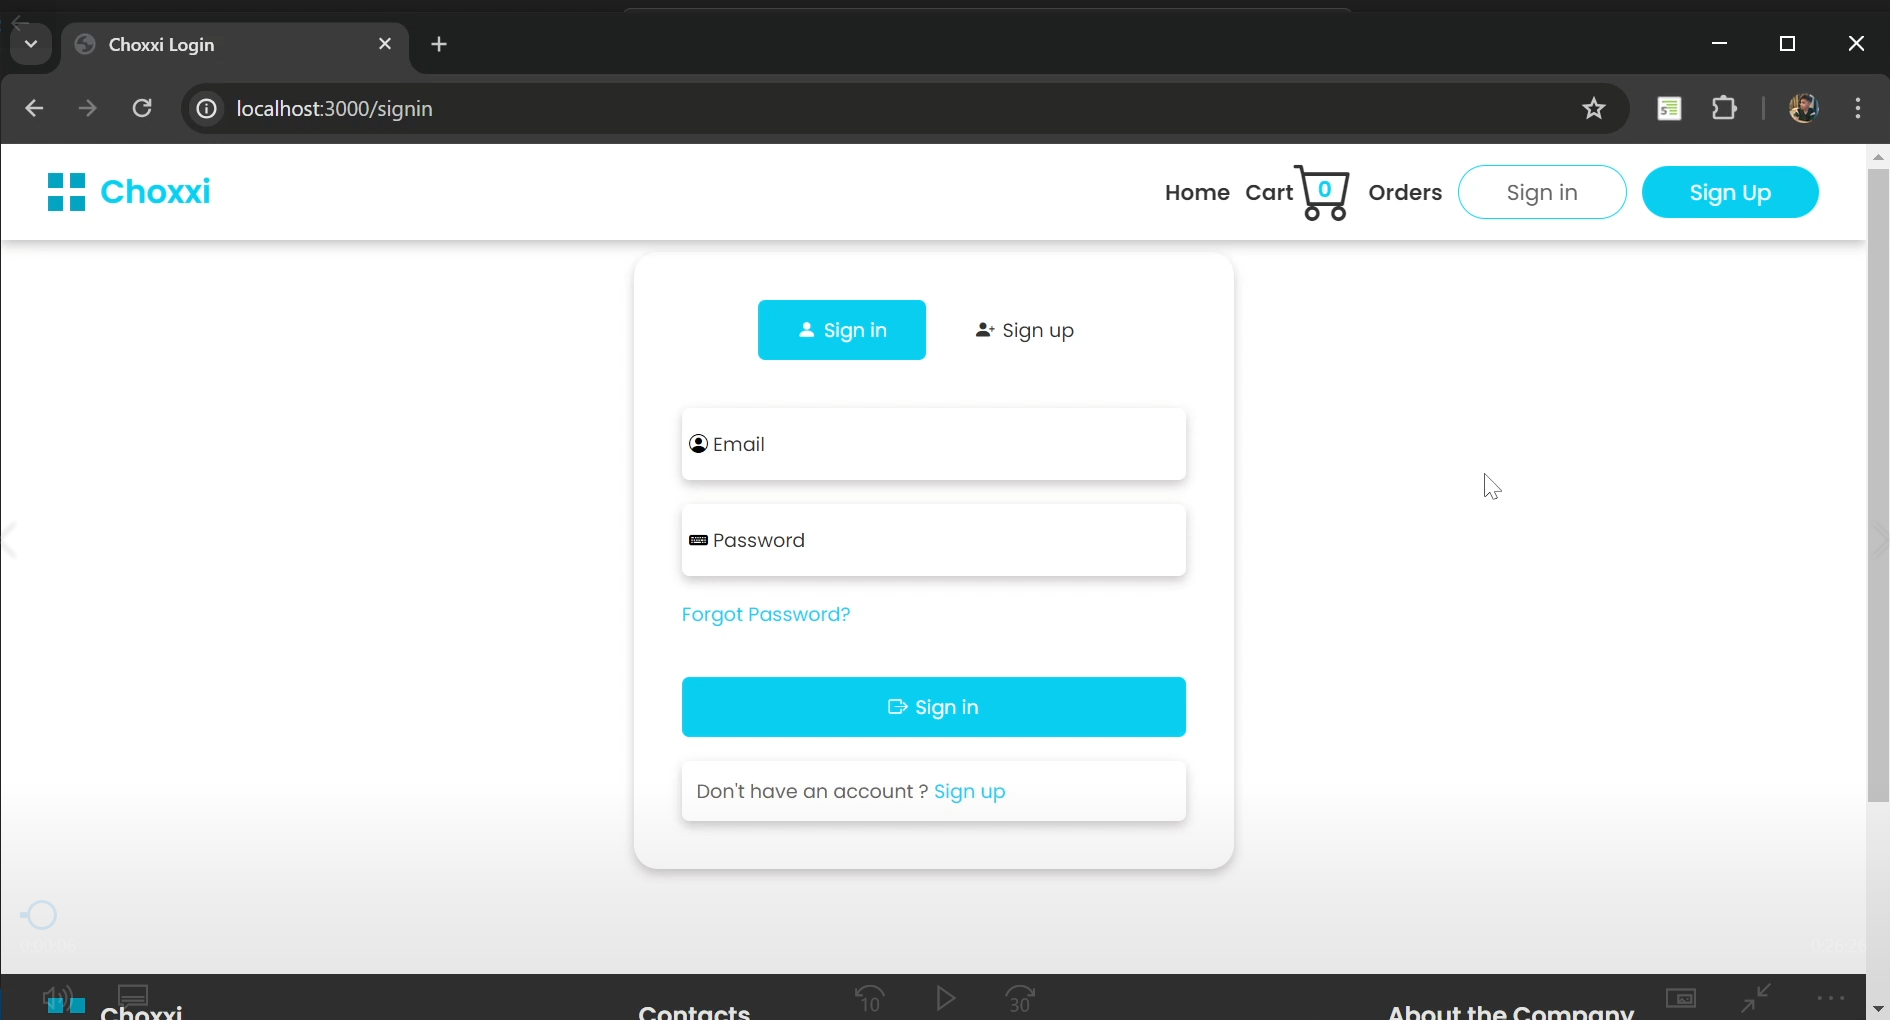 Choxxi Login
localhost:3000/signin
Choxxi
Home Cart 0 Orders Sign in Sign Up
Sign in Sign up
Email
Password
Forgot Password?
Sign in
Don't have an account ? Sign up
10 30
Choxxi Contacts About the Company